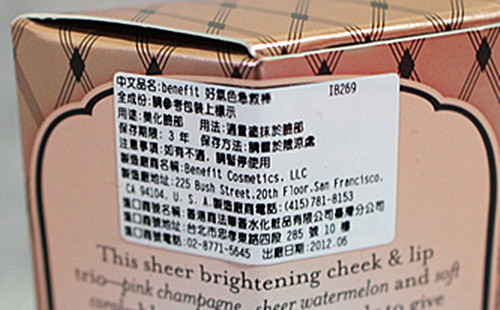 中文品名:benefit 好氣色急救棒 IB269
全成份:請參考包裝上標示
用途:美化臉部 用法:適量塗抹於臉部
保存期限:3 年 保存方法:請置於陰涼處
注意事項:如有不適,請暫停使用
製造廠商名稱:Benefit Cosmetics. LLC
製造廠地址:225 Bush Street.20th Floor.San Francisco.
CA 94104. U. S. A.製造廠商電話:(415)781-8153
進口商名稱:香港商法華香水化粧品有限公司臺灣分公司
進口商地址:台北市忠孝東路四段 285 號 10 樓
進口商電話:02-8771-5645 出廠日期:2012.06
This sheer brightening cheek & lip
trio—pink champagne, sheer watermelon and soft
to give